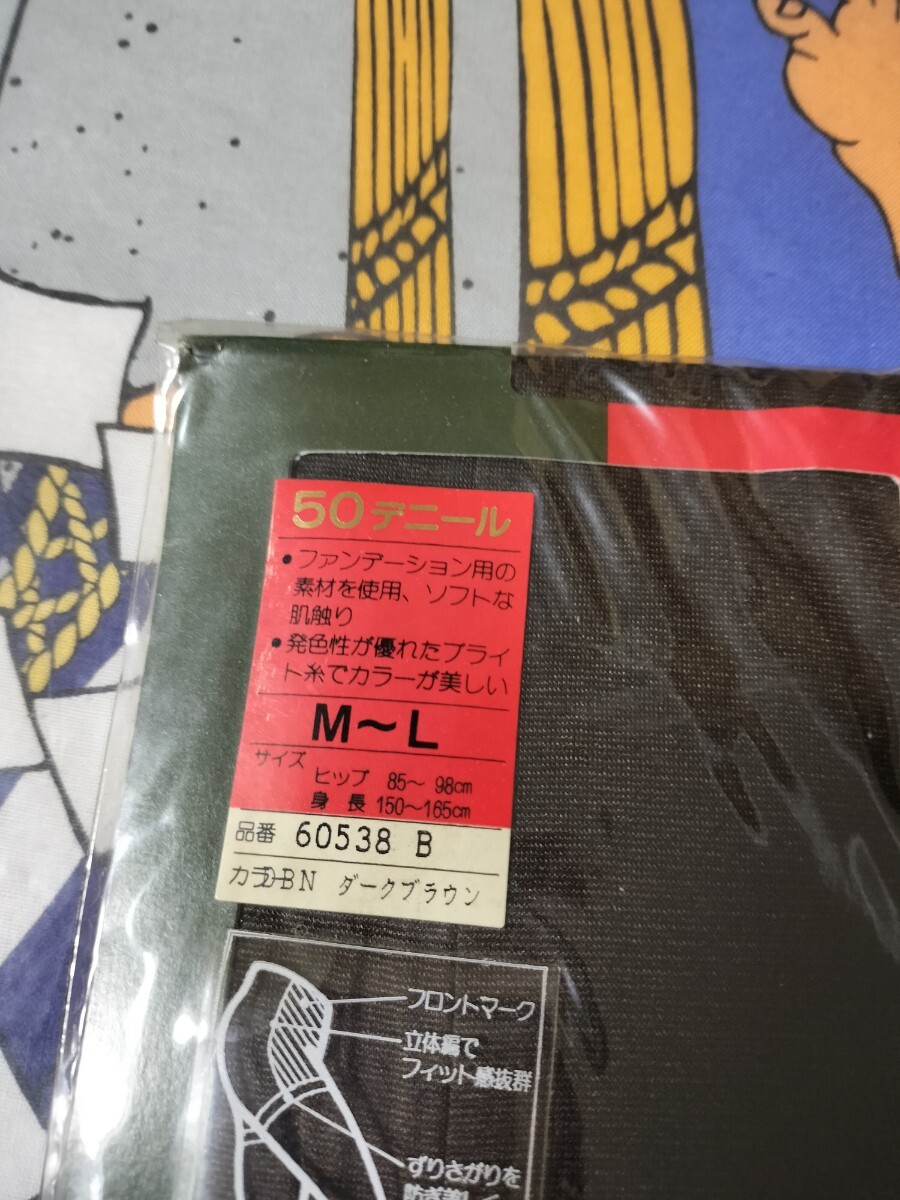 50デニール
•ファンデーション用の
素材を使用、ソフトな
肌触り
•発色性が優れたブライ
ト糸でカラーが美しい
M〜L
サイズ
ヒップ 85〜 98cm
身 長 150〜165cm
品番 60538 B
カラーDBN ダークブラウン
フロントマーク
立体編で
フィット感抜群
ずりさがりを
防ぎ美しく